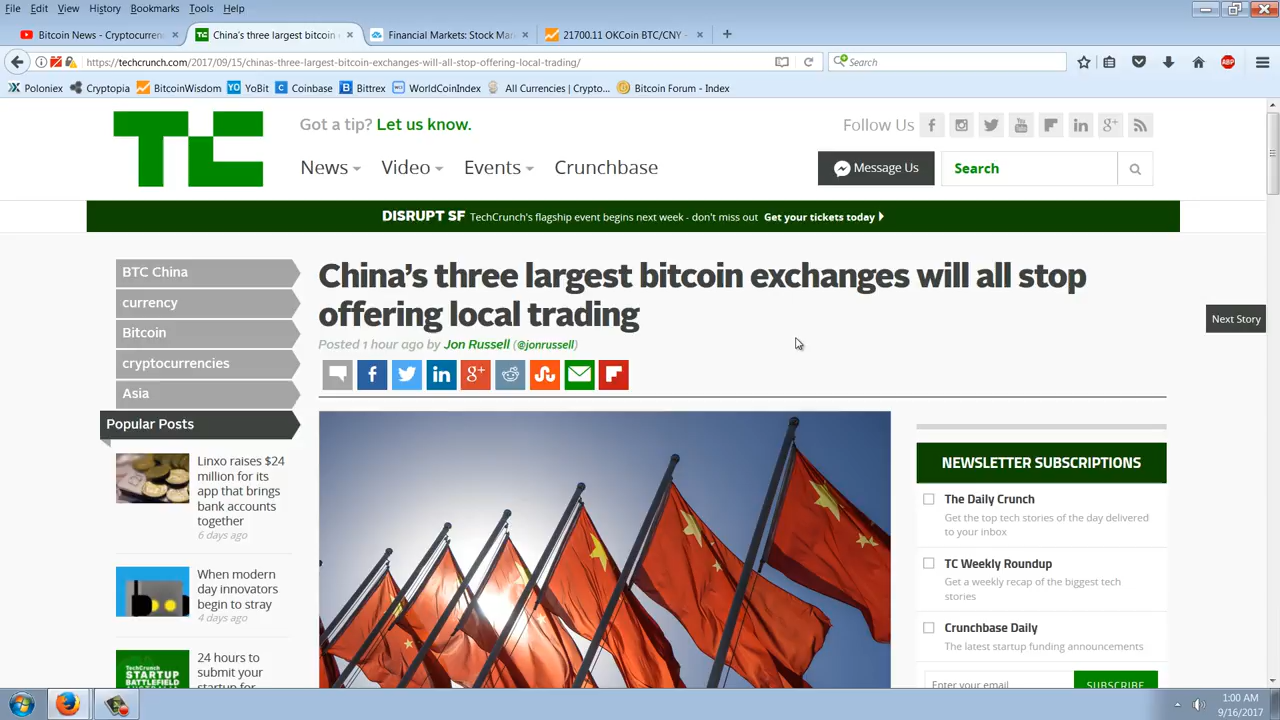 File Edit View History Bookmarks Tools Help
Bitcoin News - Cryptocurren × China's three largest bitcoin × Financial Markets: Stock Ma × 21700.11 OKCoin BTC/CNY - × +
https://techcrunch.com/2017/09/15/chinas-three-largest-bitcoin-exchanges-will-all-stop-offering-local-trading/ Search ABP
Poloniex Cryptopia BitcoinWisdom YO YoBit C Coinbase B Bittrex WorldCoinIndex All Currencies | Crypto... Bitcoin Forum - Index
TC
Got a tip? Let us know.
Follow Us
News Video Events Crunchbase
Message Us
Search
DISRUPT SF TechCrunch's flagship event begins next week - don't miss out Get your tickets today
BTC China
currency
Bitcoin
cryptocurrencies
Asia
Popular Posts
Linxo raises $24
million for its
app that brings
bank accounts
together
6 days ago
When modern
day innovators
begin to stray
4 days ago
TechCrunch
STARTUP
BATTLEFIELD
24 hours to
submit your
startup for
China's three largest bitcoin exchanges will all stop
offering local trading
Posted 1 hour ago by Jon Russell (@jonrussell)
Next Story
NEWSLETTER SUBSCRIPTIONS
The Daily Crunch
Get the top tech stories of the day delivered
to your inbox
TC Weekly Roundup
Get a weekly recap of the biggest tech
stories
Crunchbase Daily
The latest startup funding announcements
Enter your email SUBSCRIBE
1:00 AM
9/16/2017